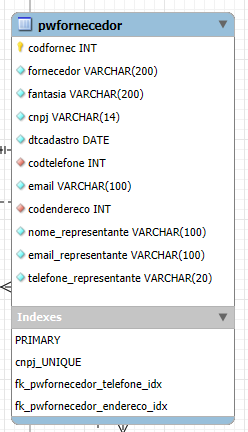 pwfornecedor
codfornec INT
fornecedor VARCHAR(200)
fantasia VARCHAR(200)
cnpj VARCHAR(14)
dtcadastro DATE
codtelefone INT
email VARCHAR(100)
codendereco INT
nome_representante VARCHAR(100)
email_representante VARCHAR(100)
telefone_representante VARCHAR(20)
Indexes
PRIMARY
cnpj_UNIQUE
fk_pwfornecedor_telefone_idx
fk_pwfornecedor_endereco_idx